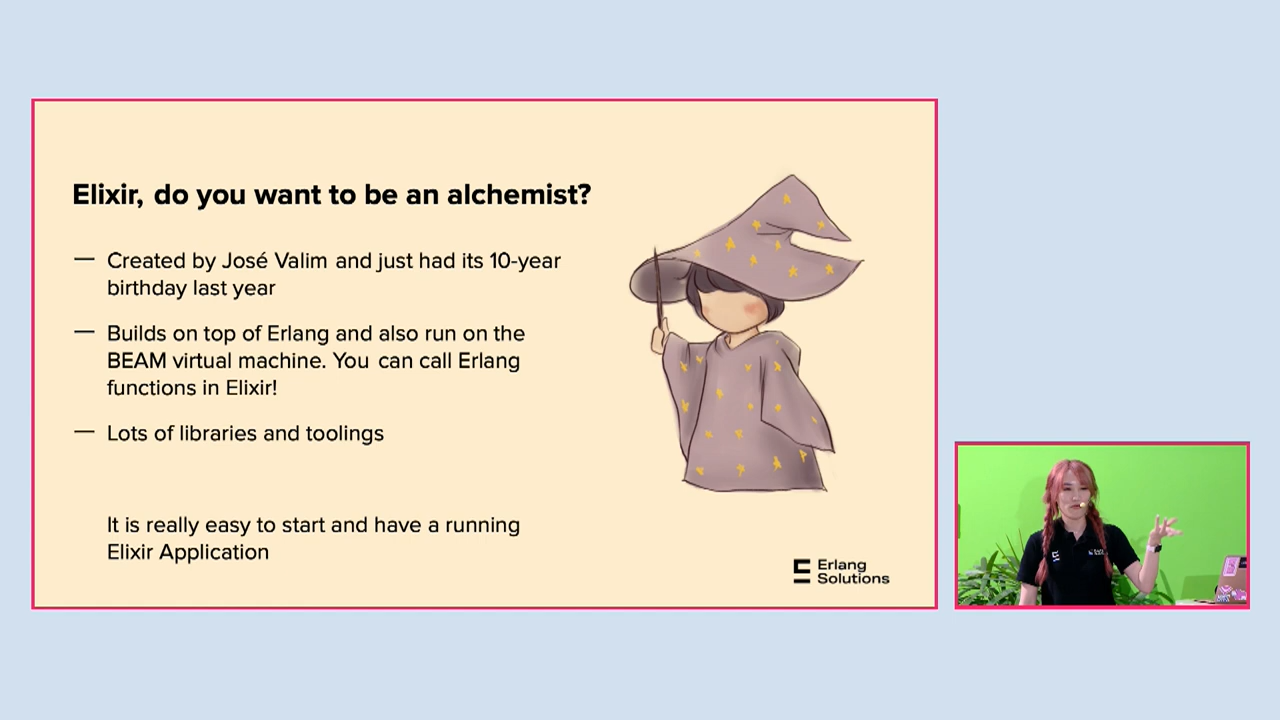 Elixir, do you want to be an alchemist?
— Created by José Valim and just had its 10-year
birthday last year
— Builds on top of Erlang and also run on the
BEAM virtual machine. You can call Erlang
functions in Elixir!
— Lots of libraries and toolings
It is really easy to start and have a running
Elixir Application
Erlang
Solutions